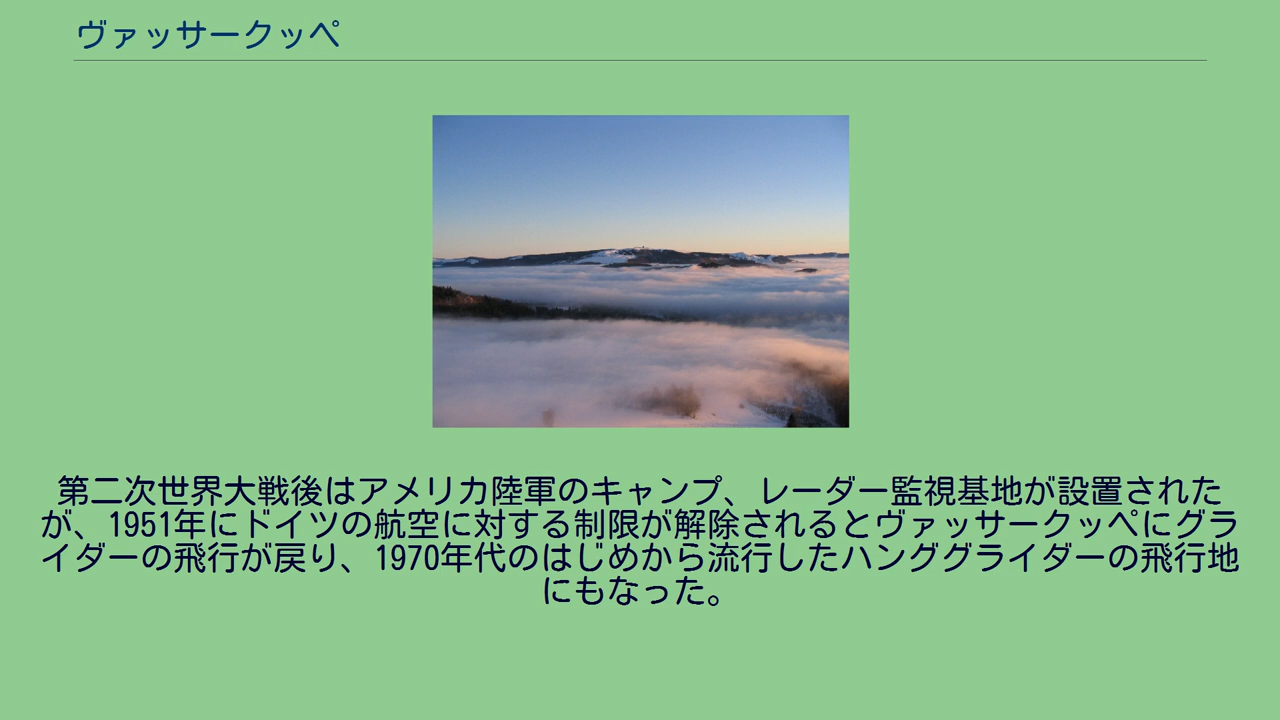 ヴァッサークッペ
第二次世界大戦後はアメリカ陸軍のキャンプ、レーダー監視基地が設置された
が、1951年にドイツの航空に対する制限が解除されるとヴァッサークッペにグラ
イダーの飛行が戻り、1970年代のはじめから流行したハンググライダーの飛行地
にもなった。